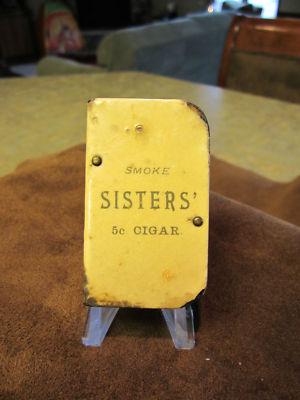 SMOKE
SISTERS'
5c CIGAR.